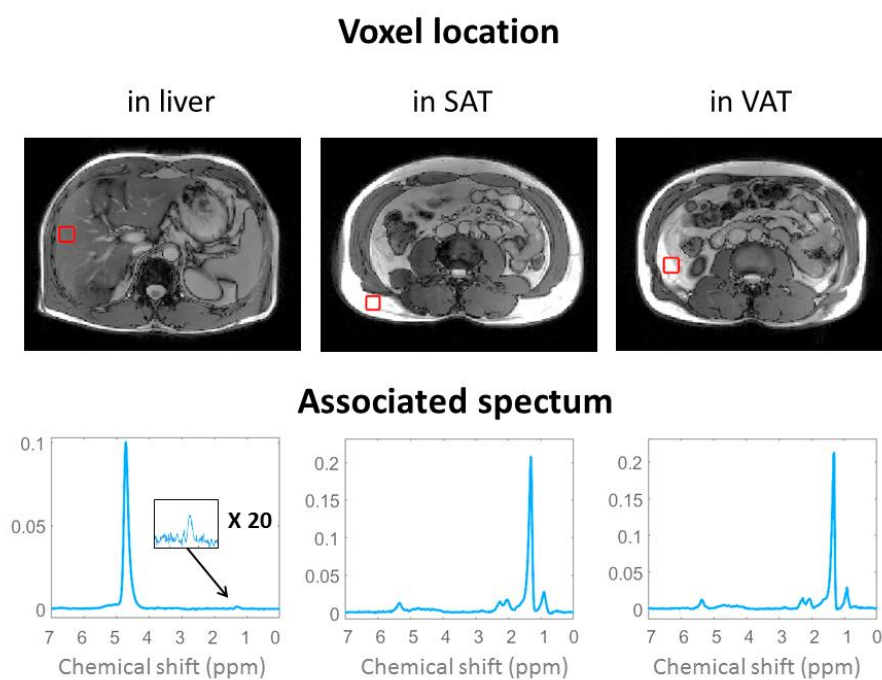 Voxel location
in liver
in SAT
in VAT
Associated spectum
0.1
0.05
0
7 6 5 4 3 2 1 0
Chemical shift (ppm)
X 20
0.2
0.15
0.1
0.05
0
7 6 5 4 3 2 1 0
Chemical shift (ppm)
0.2
0.15
0.1
0.05
0
7 6 5 4 3 2 1 0
Chemical shift (ppm)